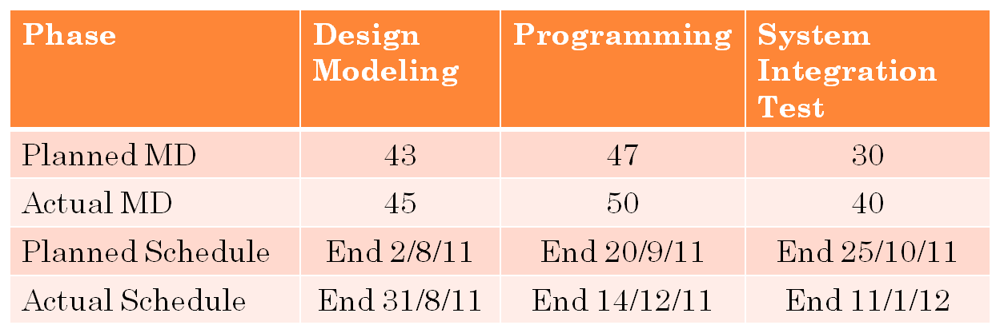 Phase Design Modeling Programming System Integration Test
Planned MD 43 47 30
Actual MD 45 50 40
Planned Schedule End 2/8/11 End 20/9/11 End 25/10/11
Actual Schedule End 31/8/11 End 14/12/11 End 11/1/12